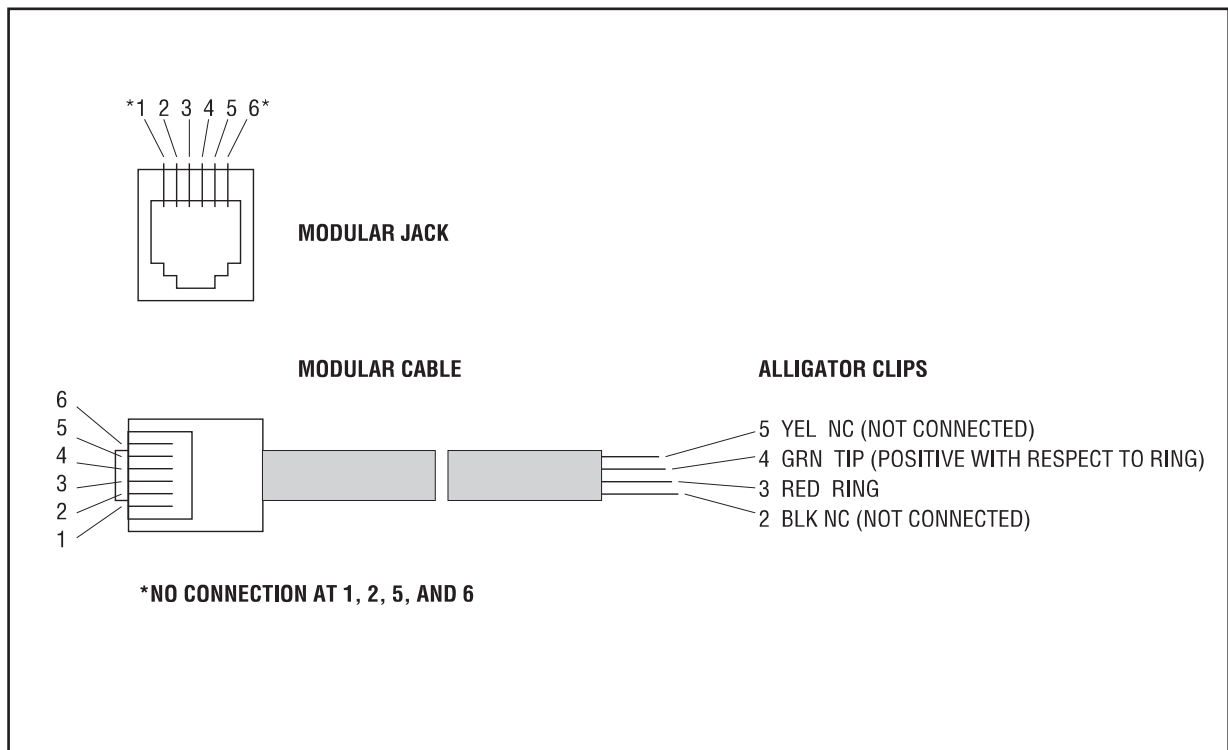 *1 2 3 4 5 6*
MODULAR JACK
MODULAR CABLE
ALLIGATOR CLIPS
6
5
4
3
2
1
5 YEL NC (NOT CONNECTED)
4 GRN TIP (POSITIVE WITH RESPECT TO RING)
3 RED RING
2 BLK NC (NOT CONNECTED)
*NO CONNECTION AT 1, 2, 5, AND 6